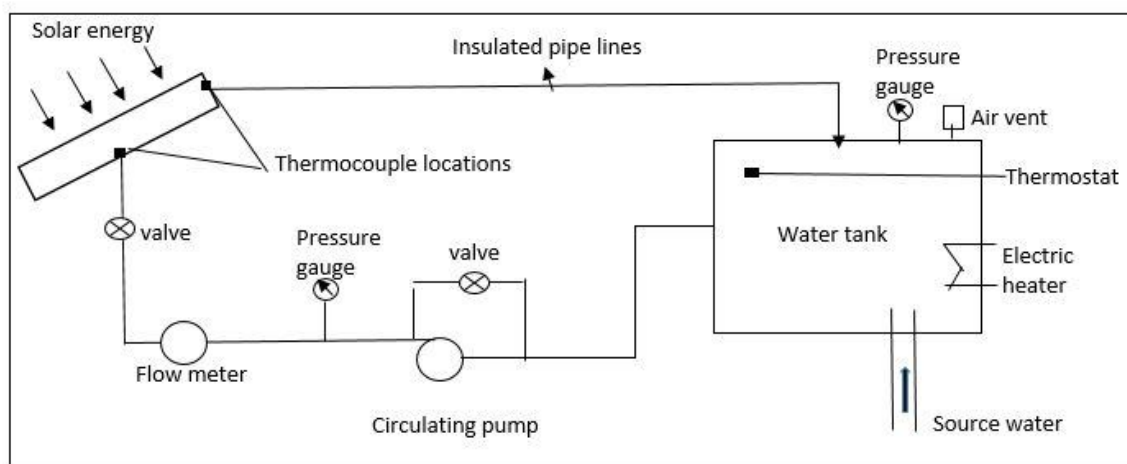 Solar energy
Insulated pipe lines
Pressure
gauge
Air vent
Thermocouple locations
Thermostat
valve
Pressure
gauge
valve
Water tank
Electric
heater
Flow meter
Circulating pump
Source water